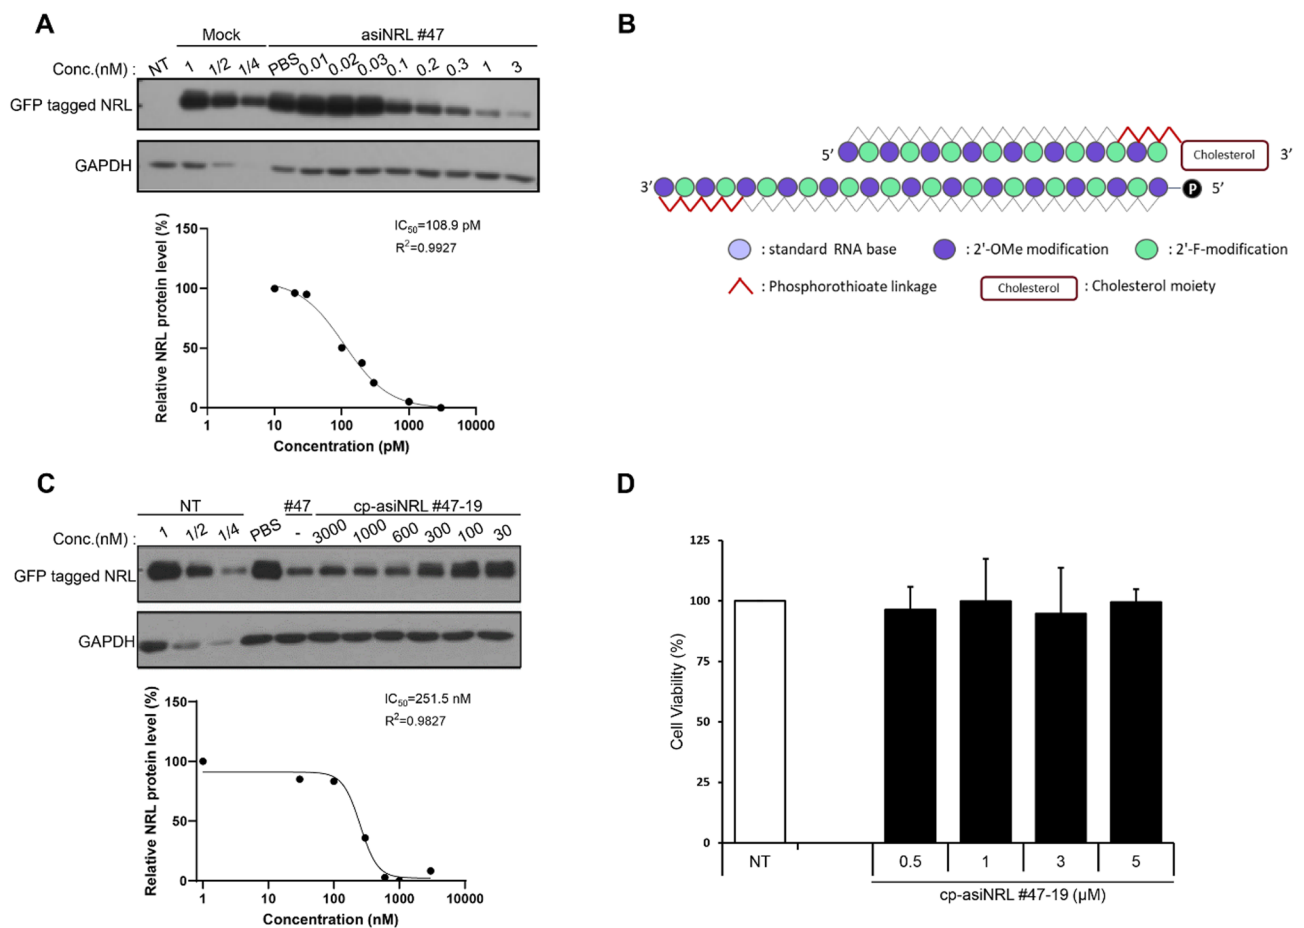 A
Mock asiNRL #47
Conc.(nM) : NT 1 1/2 1/4 PBS 0.01 0.02 0.03 0.1 0.2 0.3 1 3
GFP tagged NRL
GAPDH
IC50=108.9 pM
R2=0.9927
Relative NRL protein level (%)
150
100
50
0
1 10 100 1000 10000
Concentration (pM)
B
5′ Cholesterol 3′
3′ P 5′
: standard RNA base : 2'-OMe modification : 2'-F-modification
: Phosphorothioate linkage Cholesterol : Cholesterol moiety
C
NT #47 cp-asiNRL #47-19
Conc.(nM) : 1 1/2 1/4 PBS - 3000 1000 600 300 100 30
GFP tagged NRL
GAPDH
IC50=251.5 nM
R2=0.9827
Relative NRL protein level (%)
150
100
50
0
1 10 100 1000 10000
Concentration (nM)
D
Cell Viability (%)
125
100
75
50
25
0
NT 0.5 1 3 5
cp-asiNRL #47-19 (μM)